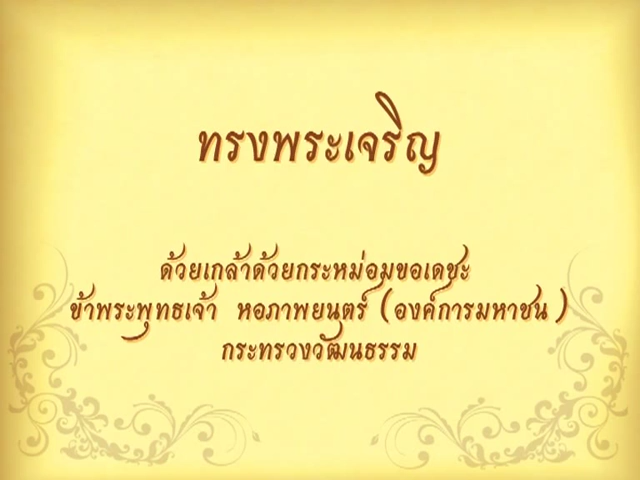 ทรงพระเจริญ
ด้วยเกล้าด้วยกระหม่อมขอเดชะ
ข้าพระพุทธเจ้า หอภาพยนตร์ (องค์การมหาชน)
กระทรวงวัฒนธรรม